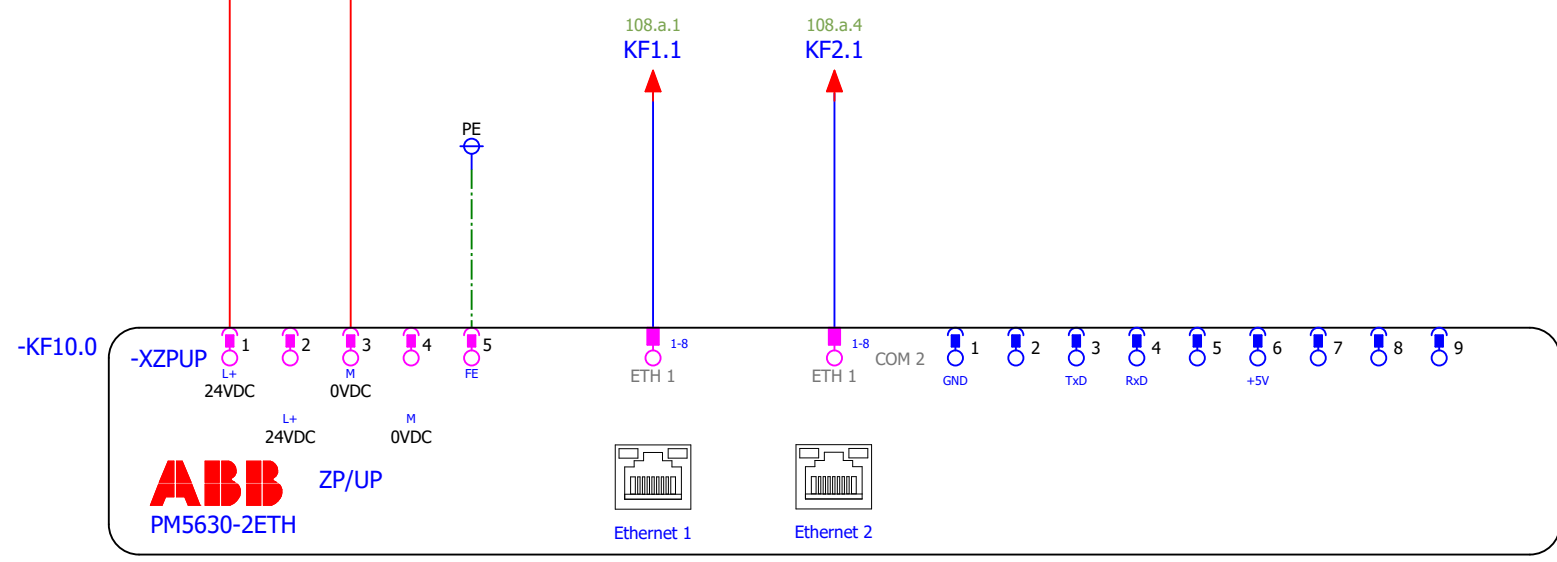 108.a.1
KF1.1
108.a.4
KF2.1
PE
-KF10.0
-XZPUP
1
2
3
4
5
1-8
1-8
COM 2
1
2
3
4
5
6
7
8
9
L+
24VDC
M
0VDC
FE
ETH 1
ETH 1
GND
TxD
RxD
+5V
L+
24VDC
M
0VDC
ABB
ZP/UP
PM5630-2ETH
Ethernet 1
Ethernet 2